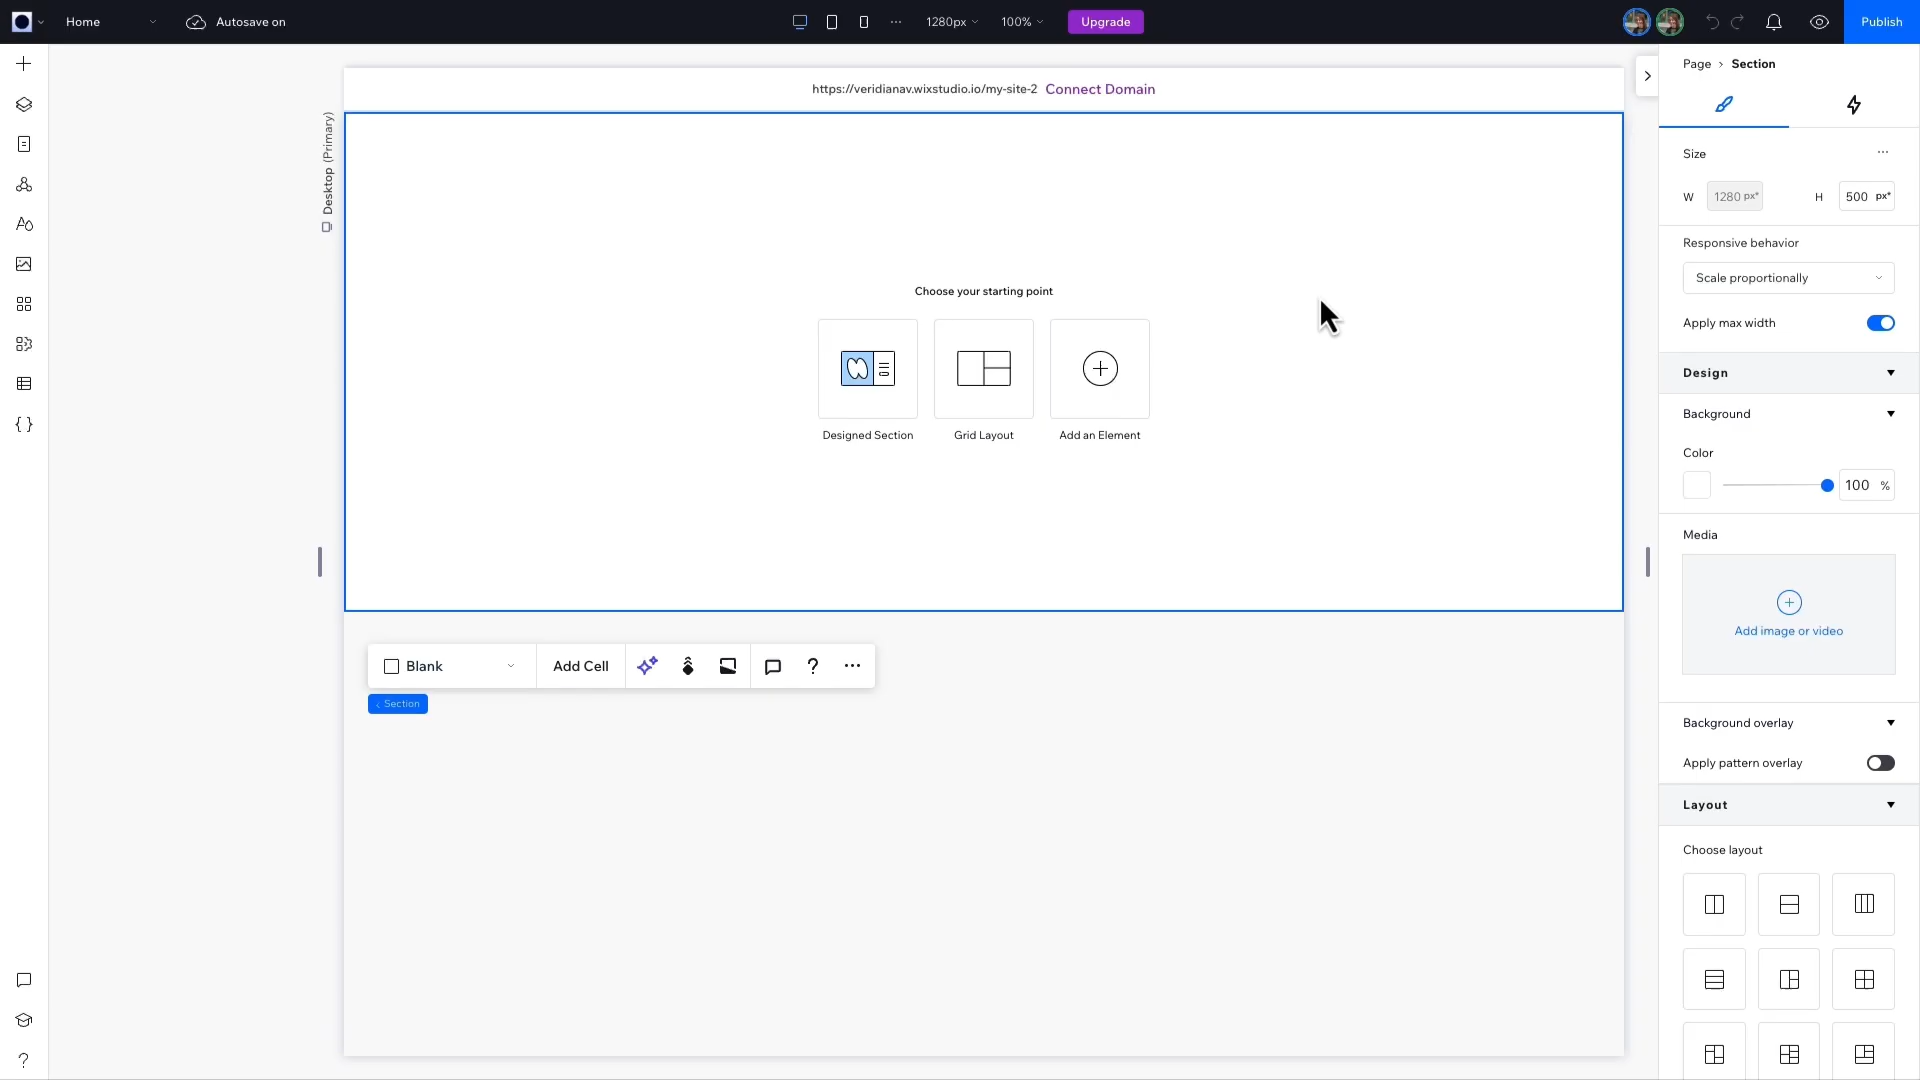 Home
Autosave on
1280px
100%
Upgrade
Publish
https://veridianav.wixstudio.io/my-site-2 Connect Domain
Desktop (Primary)
Choose your starting point
Designed Section
Grid Layout
Add an Element
Blank
Add Cell
Section
Page > Section
Size
W 1280 px*
H 500 px*
Responsive behavior
Scale proportionally
Apply max width
Design
Background
Color
100 %
Media
Add image or video
Background overlay
Apply pattern overlay
Layout
Choose layout